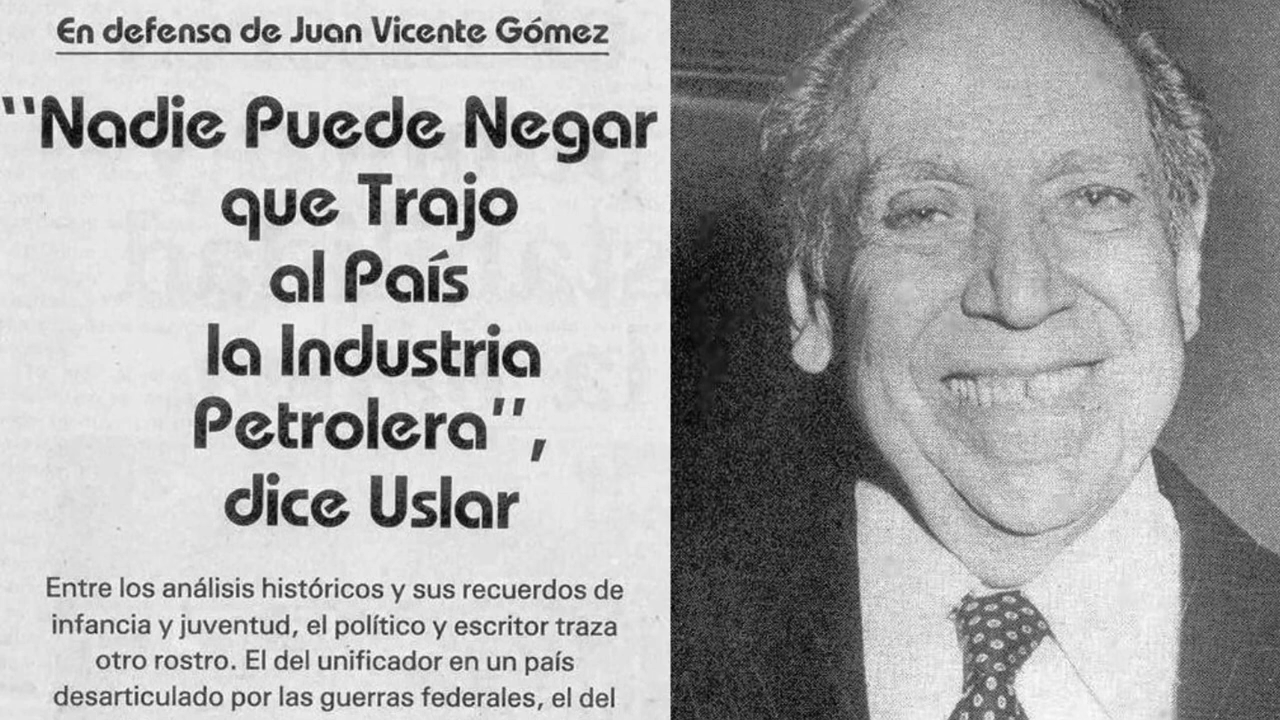 En defensa de Juan Vicente Gómez
"Nadie Puede Negar
que Trajo
al País
la Industria
Petrolera",
dice Uslar
Entre los análisis históricos y sus recuerdos de
infancia y juventud, el político y escritor traza
otro rostro. El del unificador en un país
desarticulado por las guerras federales, el del